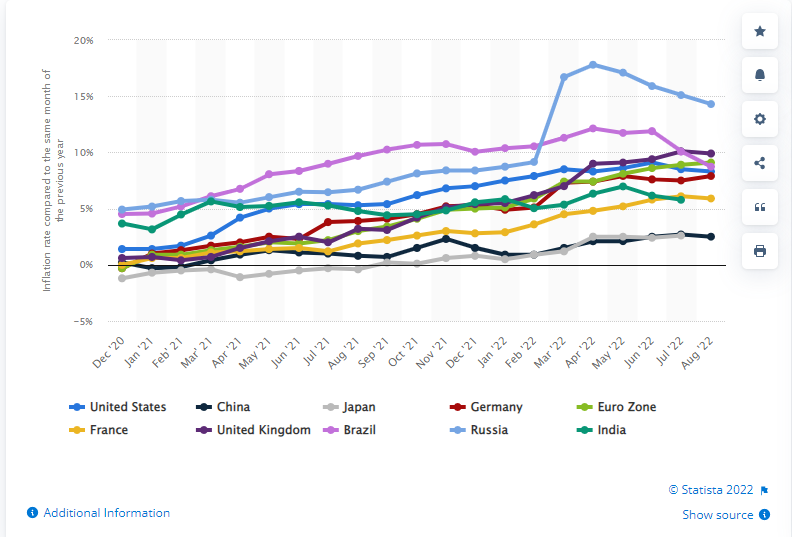 Inflation rate compared to the same month of
the previous year
20%
15%
10%
5%
0%
−5%
Dec '20
Jan '21
Feb '21
Mar '21
Apr '21
May '21
Jun '21
Jul '21
Aug '21
Sep '21
Oct '21
Nov '21
Dec '21
Jan '22
Feb '22
Mar '22
Apr '22
May '22
Jun '22
Jul '22
Aug '22
United States China Japan Germany Euro Zone
France United Kingdom Brazil Russia India
© Statista 2022
Additional Information Show source